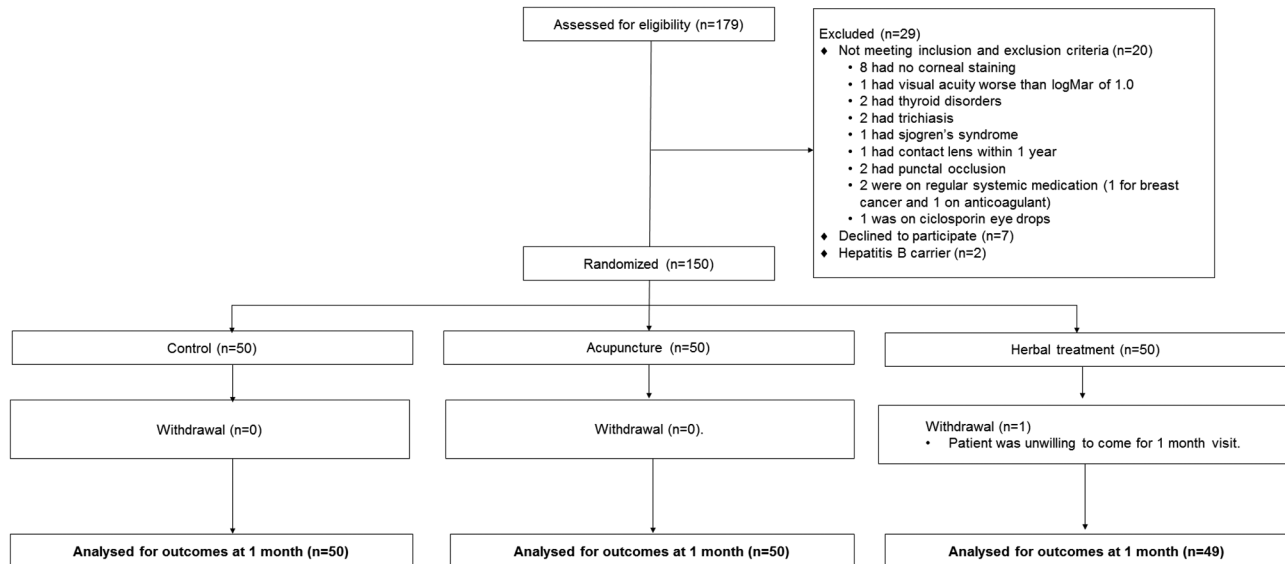 Assessed for eligibility (n=179)
Excluded (n=29)
♦ Not meeting inclusion and exclusion criteria (n=20)
• 8 had no corneal staining
• 1 had visual acuity worse than logMar of 1.0
• 2 had thyroid disorders
• 2 had trichiasis
• 1 had sjogren's syndrome
• 1 had contact lens within 1 year
• 2 had punctal occlusion
• 2 were on regular systemic medication (1 for breast
cancer and 1 on anticoagulant)
• 1 was on ciclosporin eye drops
♦ Declined to participate (n=7)
♦ Hepatitis B carrier (n=2)
Randomized (n=150)
Control (n=50)
Acupuncture (n=50)
Herbal treatment (n=50)
Withdrawal (n=0)
Withdrawal (n=0).
Withdrawal (n=1)
• Patient was unwilling to come for 1 month visit.
Analysed for outcomes at 1 month (n=50)
Analysed for outcomes at 1 month (n=50)
Analysed for outcomes at 1 month (n=49)